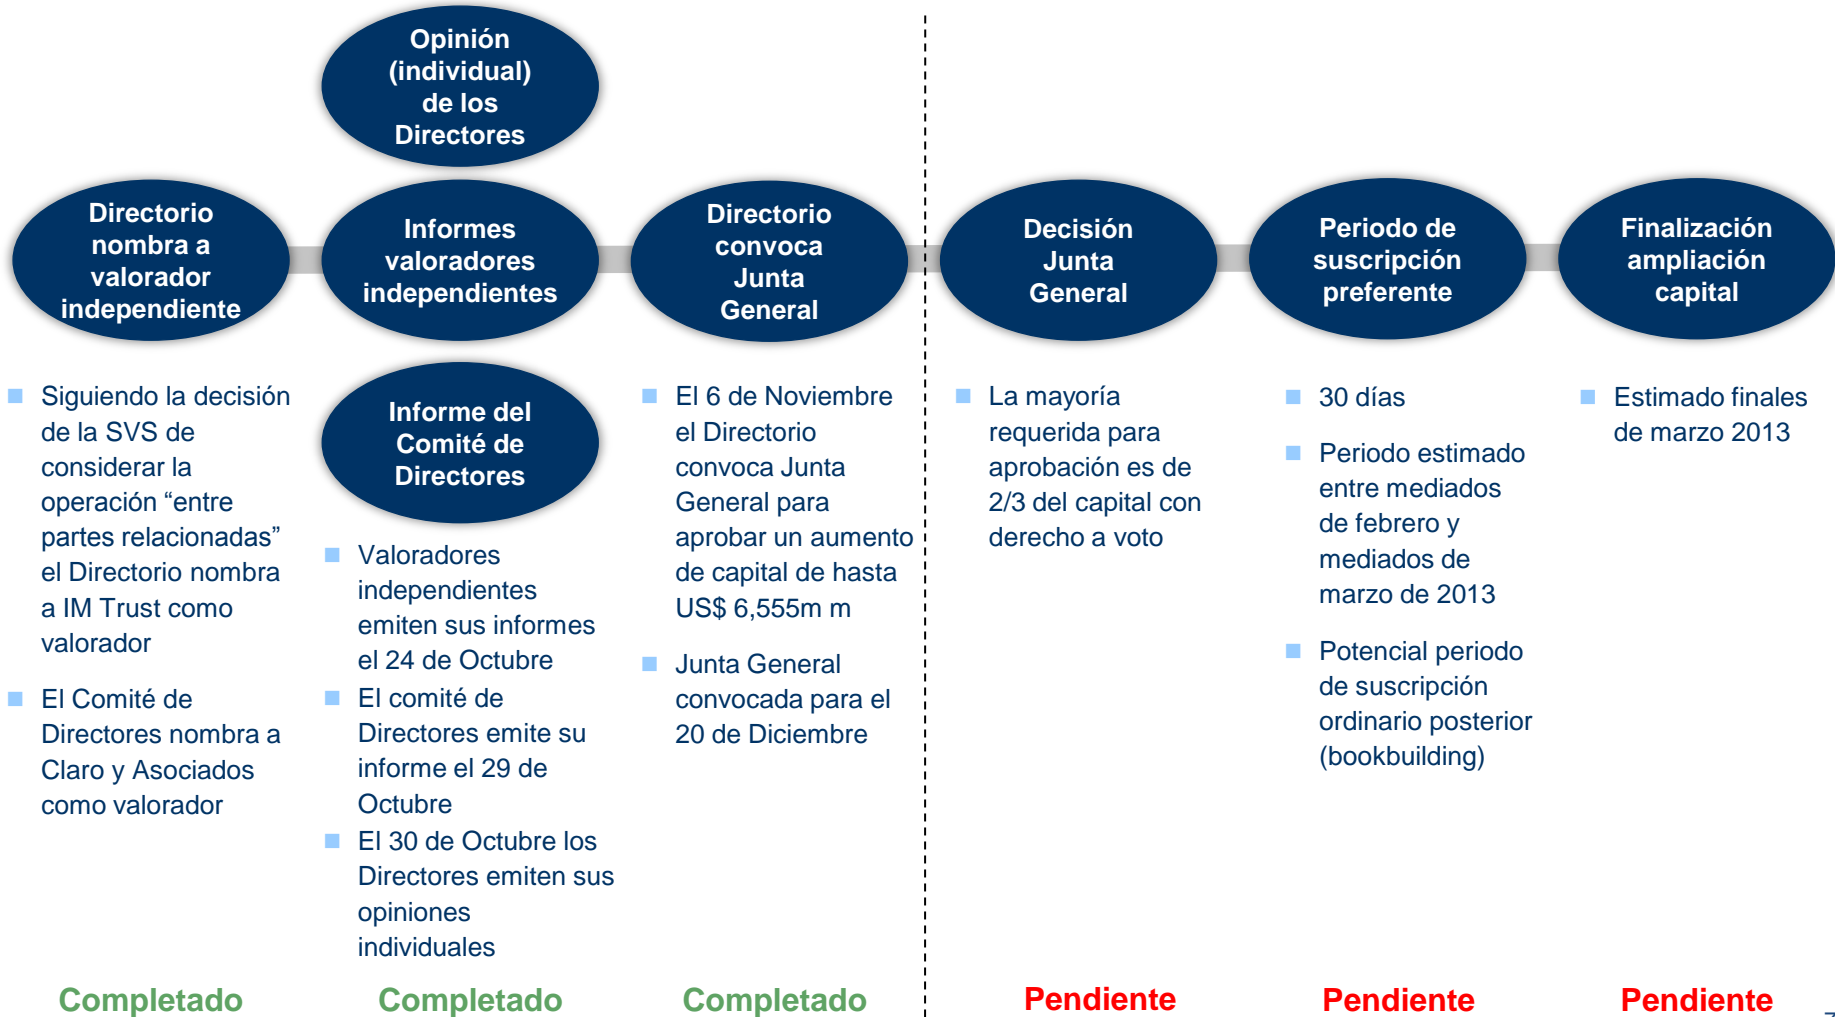 Opinión
(individual)
de los
Directores
Directorio
nombra a
valorador
independiente
Informes
valoradores
independientes
Directorio
convoca
Junta
General
Decisión
Junta
General
Periodo de
suscripción
preferente
Finalización
ampliación
capital
Siguiendo la decisión
de la SVS de
considerar la
operación “entre
partes relacionadas”
el Directorio nombra
a IM Trust como
valorador
El Comité de
Directores nombra a
Claro y Asociados
como valorador
Informe del
Comité de
Directores
Valoradores
independientes
emiten sus informes
el 24 de Octubre
El comité de
Directores emite su
informe el 29 de
Octubre
El 30 de Octubre los
Directores emiten sus
opiniones
individuales
El 6 de Noviembre
el Directorio
convoca Junta
General para
aprobar un aumento
de capital de hasta
US$ 6,555m m
Junta General
convocada para el
20 de Diciembre
La mayoría
requerida para
aprobación es de
2/3 del capital con
derecho a voto
30 días
Periodo estimado
entre mediados
de febrero y
mediados de
marzo de 2013
Potencial periodo
de suscripción
ordinario posterior
(bookbuilding)
Estimado finales
de marzo 2013
Completado
Completado
Completado
Pendiente
Pendiente
Pendiente